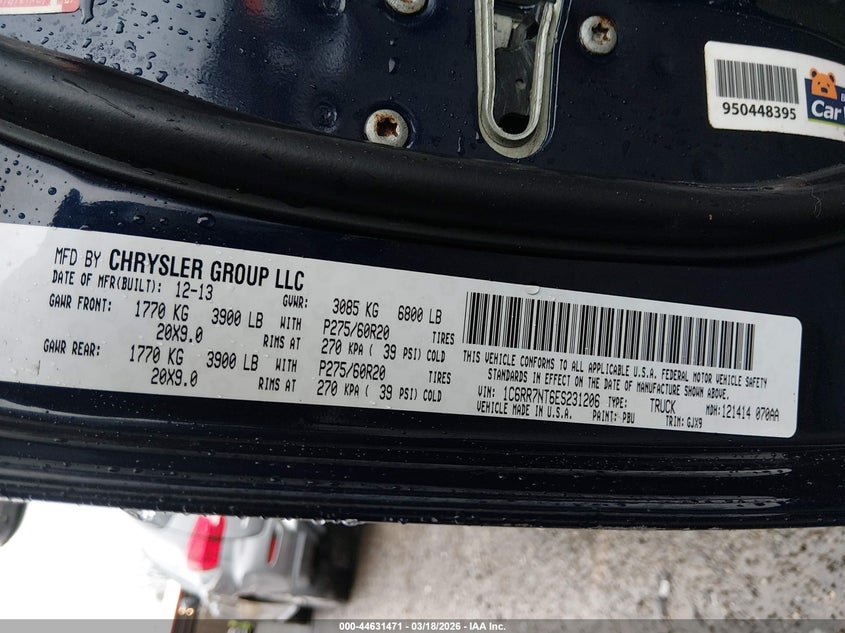 950448395
Car
MFD BY CHRYSLER GROUP LLC
DATE OF MFR(BUILT): 12-13 GVWR: 3085 KG 6800 LB
GAWR FRONT: 1770 KG 3900 LB WITH P275/60R20 TIRES
20X9.0 RIMS AT 270 KPA ( 39 PSI) COLD
GAWR REAR: 1770 KG 3900 LB WITH P275/60R20 TIRES
20X9.0 RIMS AT 270 KPA ( 39 PSI) COLD
THIS VEHICLE CONFORMS TO ALL APPLICABLE U.S.A. FEDERAL MOTOR VEHICLE SAFETY
STANDARDS IN EFFECT ON THE DATE OF MANUFACTURE SHOWN ABOVE.
VIN: 1C6RR7NT6ES231206 TYPE: TRUCK MDH: 121414 070AA
VEHICLE MADE IN U.S.A. PAINT: PBU TRIM: GJX9
000-44631471 — 03/18/2026 — IAA Inc.